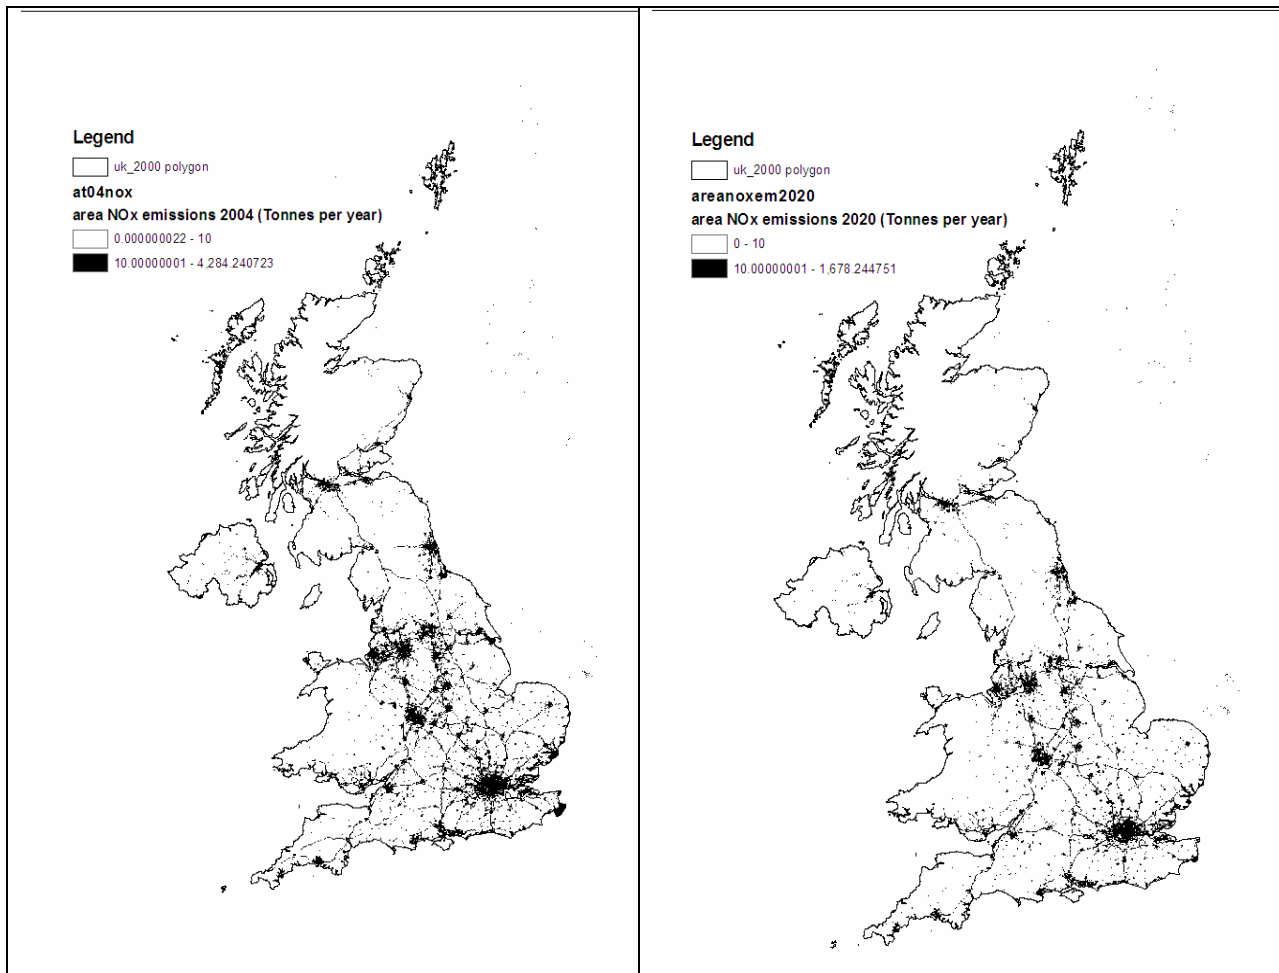 Legend
uk_2000 polygon
at04nox
area NOx emissions 2004 (Tonnes per year)
0.000000022 - 10
10.00000001 - 4,284.240723
Legend
uk_2000 polygon
areanoxem2020
area NOx emissions 2020 (Tonnes per year)
0 - 10
10.00000001 - 1,678.244751